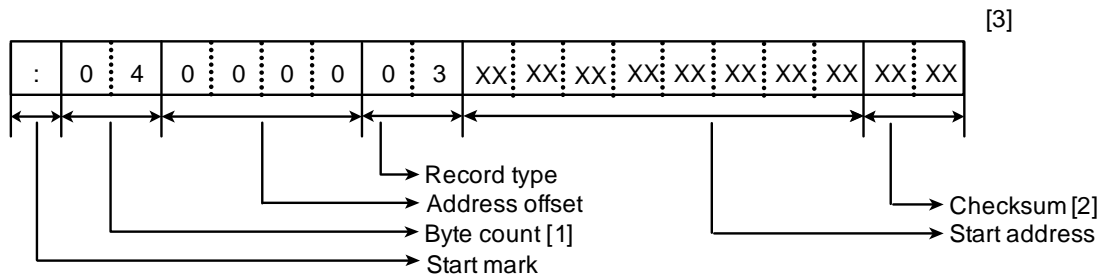 [3]
: 0 4 0 0 0 0 0 3 XX XX XX XX XX XX XX XX XX XX
Record type
Address offset
Checksum [2]
Byte count [1]
Start address
Start mark